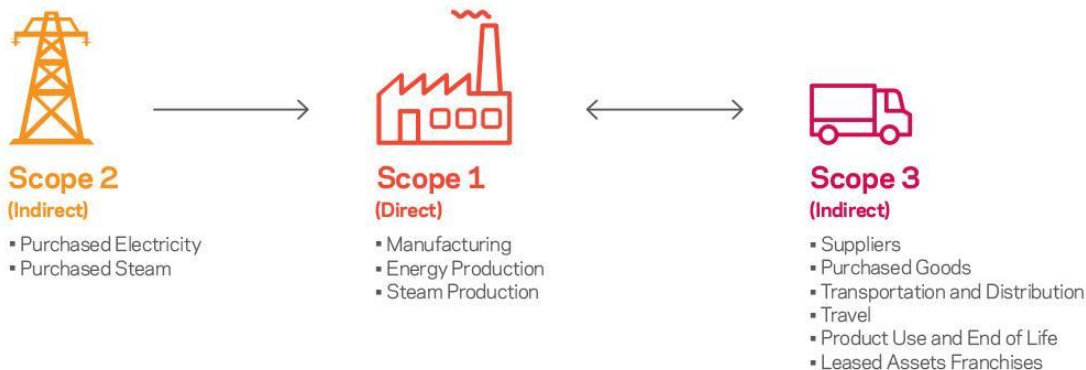 Scope 2
(Indirect)
▪ Purchased Electricity
▪ Purchased Steam
Scope 1
(Direct)
▪ Manufacturing
▪ Energy Production
▪ Steam Production
Scope 3
(Indirect)
▪ Suppliers
▪ Purchased Goods
▪ Transportation and Distribution
▪ Travel
▪ Product Use and End of Life
▪ Leased Assets Franchises